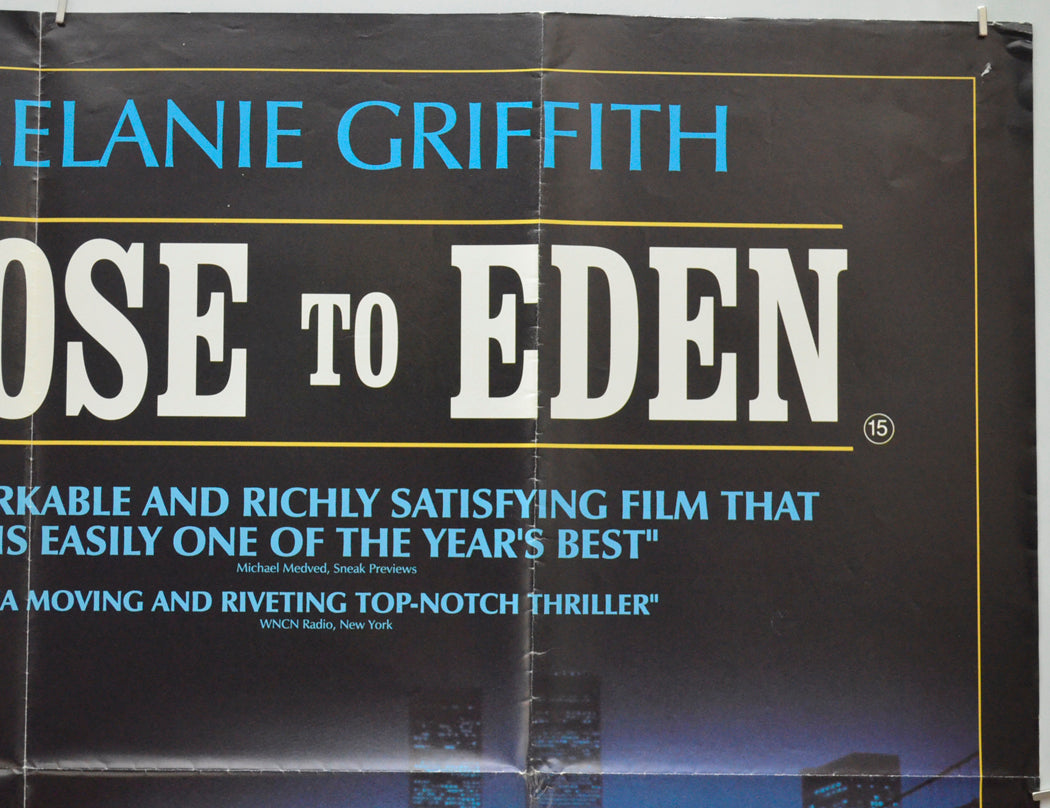 ELANIE GRIFFITH
OSE TO EDEN
15
RKABLE AND RICHLY SATISFYING FILM THAT
IS EASILY ONE OF THE YEAR'S BEST"
Michael Medved, Sneak Previews
A MOVING AND RIVETING TOP-NOTCH THRILLER"
WNCN Radio, New York